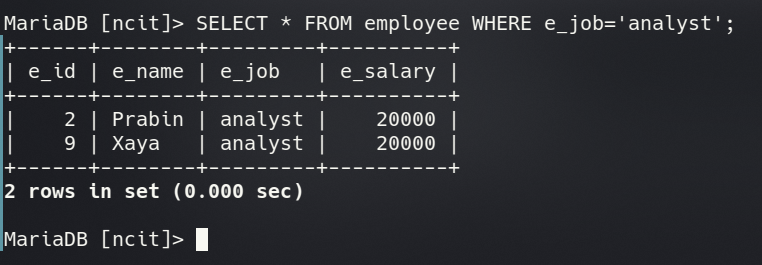 MariaDB [ncit]> SELECT * FROM employee WHERE e_job='analyst';
+------+--------+---------+----------+
| e_id | e_name | e_job   | e_salary |
+------+--------+---------+----------+
|    2 | Prabin | analyst |    20000 |
|    9 | Xaya   | analyst |    20000 |
+------+--------+---------+----------+
2 rows in set (0.000 sec)
MariaDB [ncit]>